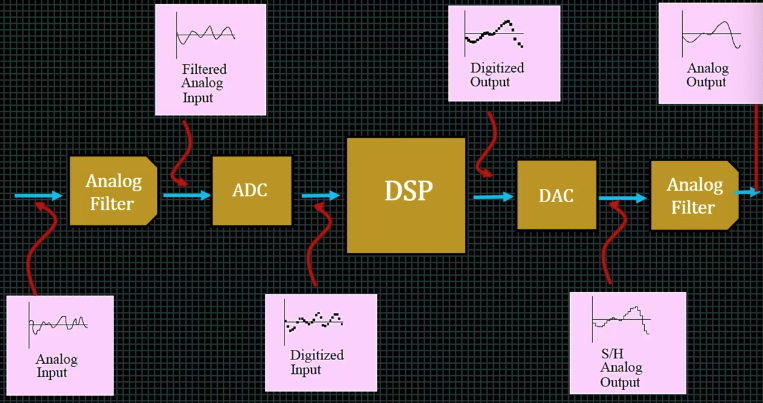 Filtered
Analog
Input
Digitized
Output
Analog
Output
Analog
Filter
ADC
DSP
DAC
Analog
Filter
Analog
Input
Digitized
Input
S/H
Analog
Output